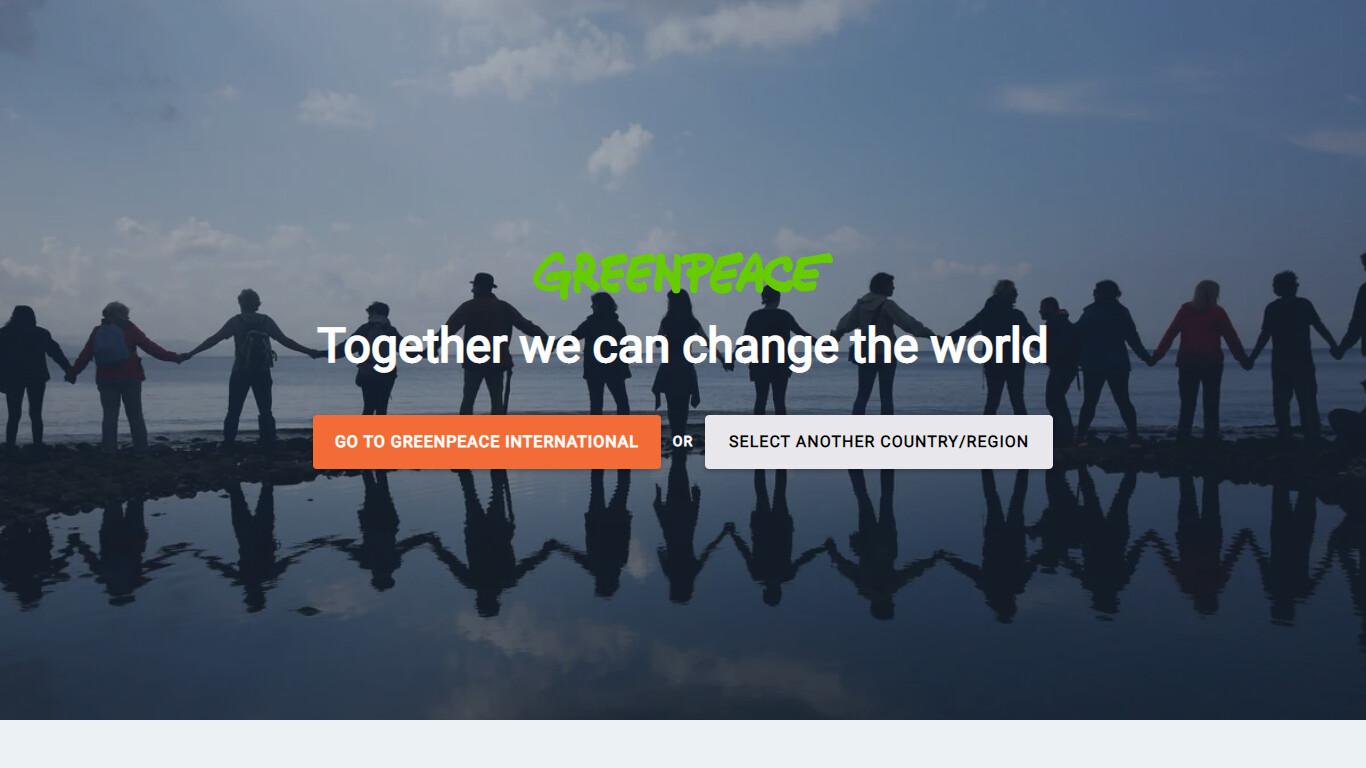 GREENPEACE
Together we can change the world
GO TO GREENPEACE INTERNATIONAL
OR
SELECT ANOTHER COUNTRY/REGION